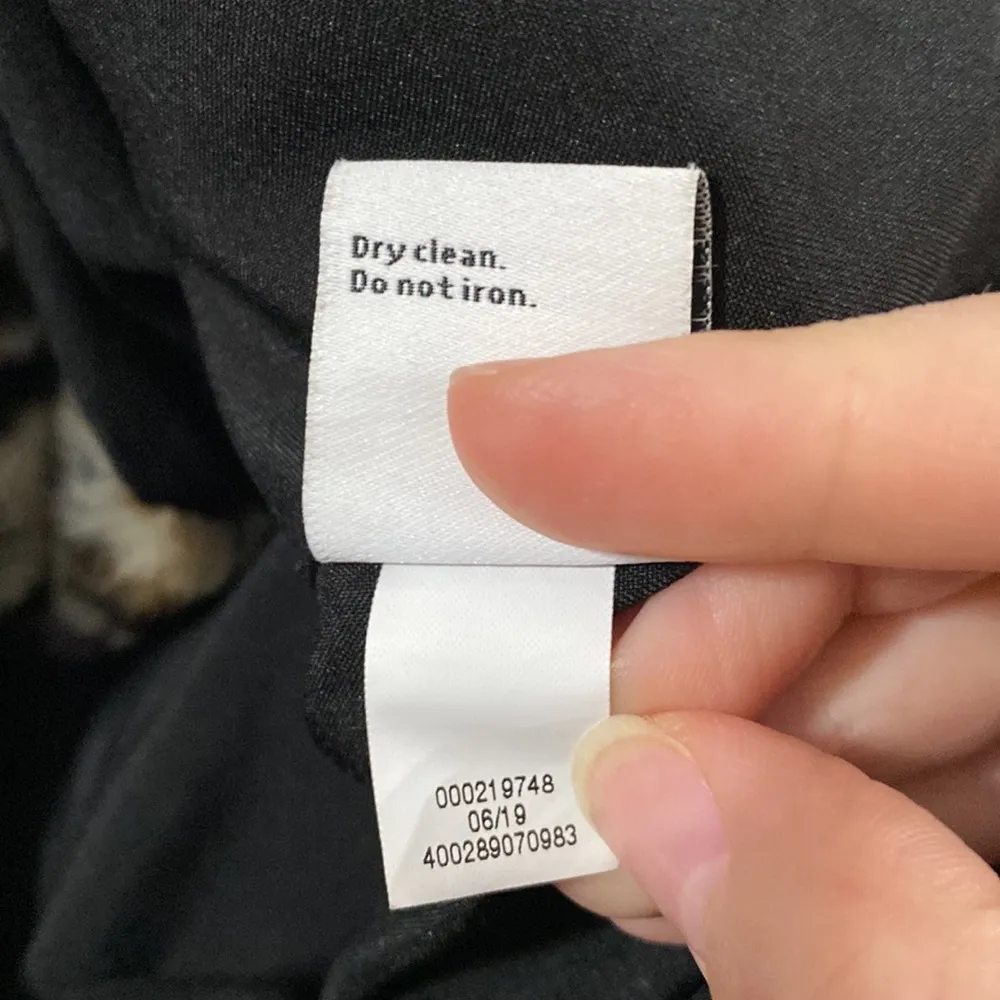 Dry clean.
Do not iron.
000219748
06/19
400289070983